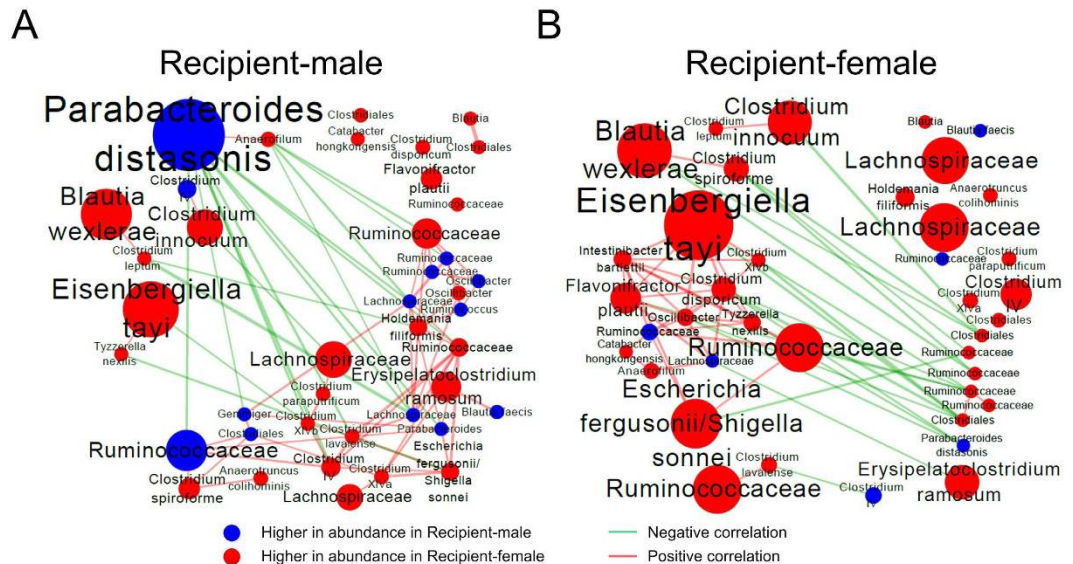 A
Recipient-male
Parabacteroides
distasonis
Anaerofilum
Clostridiales
Catabacter
hongkongensis
Clostridium
disporicum
Blautia
Clostridiales
Flavonifractor
plautii
Ruminococcaceae
Clostridium
IV
Blautia
wexlerae
Clostridium
innocuum
Ruminococcaceae
Clostridium
leptum
Ruminococcaceae
Ruminococcaceae
Oscillibacter
Oscillibacter
Eisenbergiella
tayi
Lachnospiraceae
Ruminococcus
Holdemania
filiformis
Tyzzerella
nexilis
Ruminococcaceae
Lachnospiraceae
Erysipelatoclostridium
ramosum
Clostridium
paraputrificum
Gemmiger
Clostridium
XIVb
Lachnospiraceae
Blautia faecis
Clostridiales
Clostridium
lavalense
Parabacteroides
Ruminococcaceae
Escherichia
fergusonii/
Shigella
sonnei
Clostridium
spiroforme
Anaerotruncus
colihominis
Clostridium
IV
Clostridium
XIVa
Lachnospiraceae
B
Recipient-female
Clostridium
innocuum
Clostridium
leptum
Blautia
Blautia faecis
Blautia
wexlerae
Clostridium
spiroforme
Lachnospiraceae
Eisenbergiella
tayi
Holdemania
filiformis
Anaerotruncus
colihominis
Lachnospiraceae
Intestinibacter
bartlettii
Clostridium
XIVb
Ruminococcaceae
Clostridium
paraputrificum
Flavonifractor
plautii
Clostridium
disporicum
Clostridium
IV
Clostridium
XIVa
Oscillibacter
Tyzzerella
nexilis
Clostridiales
Ruminococcaceae
Clostridiales
Catabacter
hongkongensis
Ruminococcaceae
Ruminococcaceae
Lachnospiraceae
Anaerofilum
Ruminococcaceae
Escherichia
fergusonii/Shigella
sonnei
Ruminococcaceae
Ruminococcaceae
Clostridiales
Parabacteroides
distasonis
Clostridium
lavalense
Ruminococcaceae
Erysipelatoclostridium
ramosum
Clostridium
IV
Higher in abundance in Recipient-male
Higher in abundance in Recipient-female
Negative correlation
Positive correlation